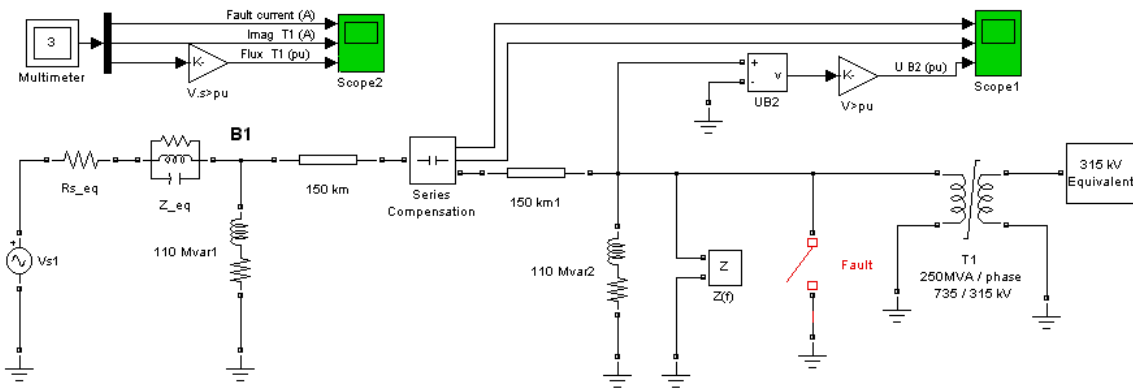 Fault current (A)
Imag T1 (A)
Flux T1 (pu)
3
Multimeter
K-
V.s>pu
Scope2
+
-
v
UB2
K-
V>pu
U B2 (pu)
Scope1
B1
Rs_eq
Z_eq
150 km
Series
Compensation
150 km1
315 kV
Equivalent
110 Mvar1
+
Vs1
110 Mvar2
Z
Z(f)
Fault
T1
250MVA / phase
735 / 315 kV